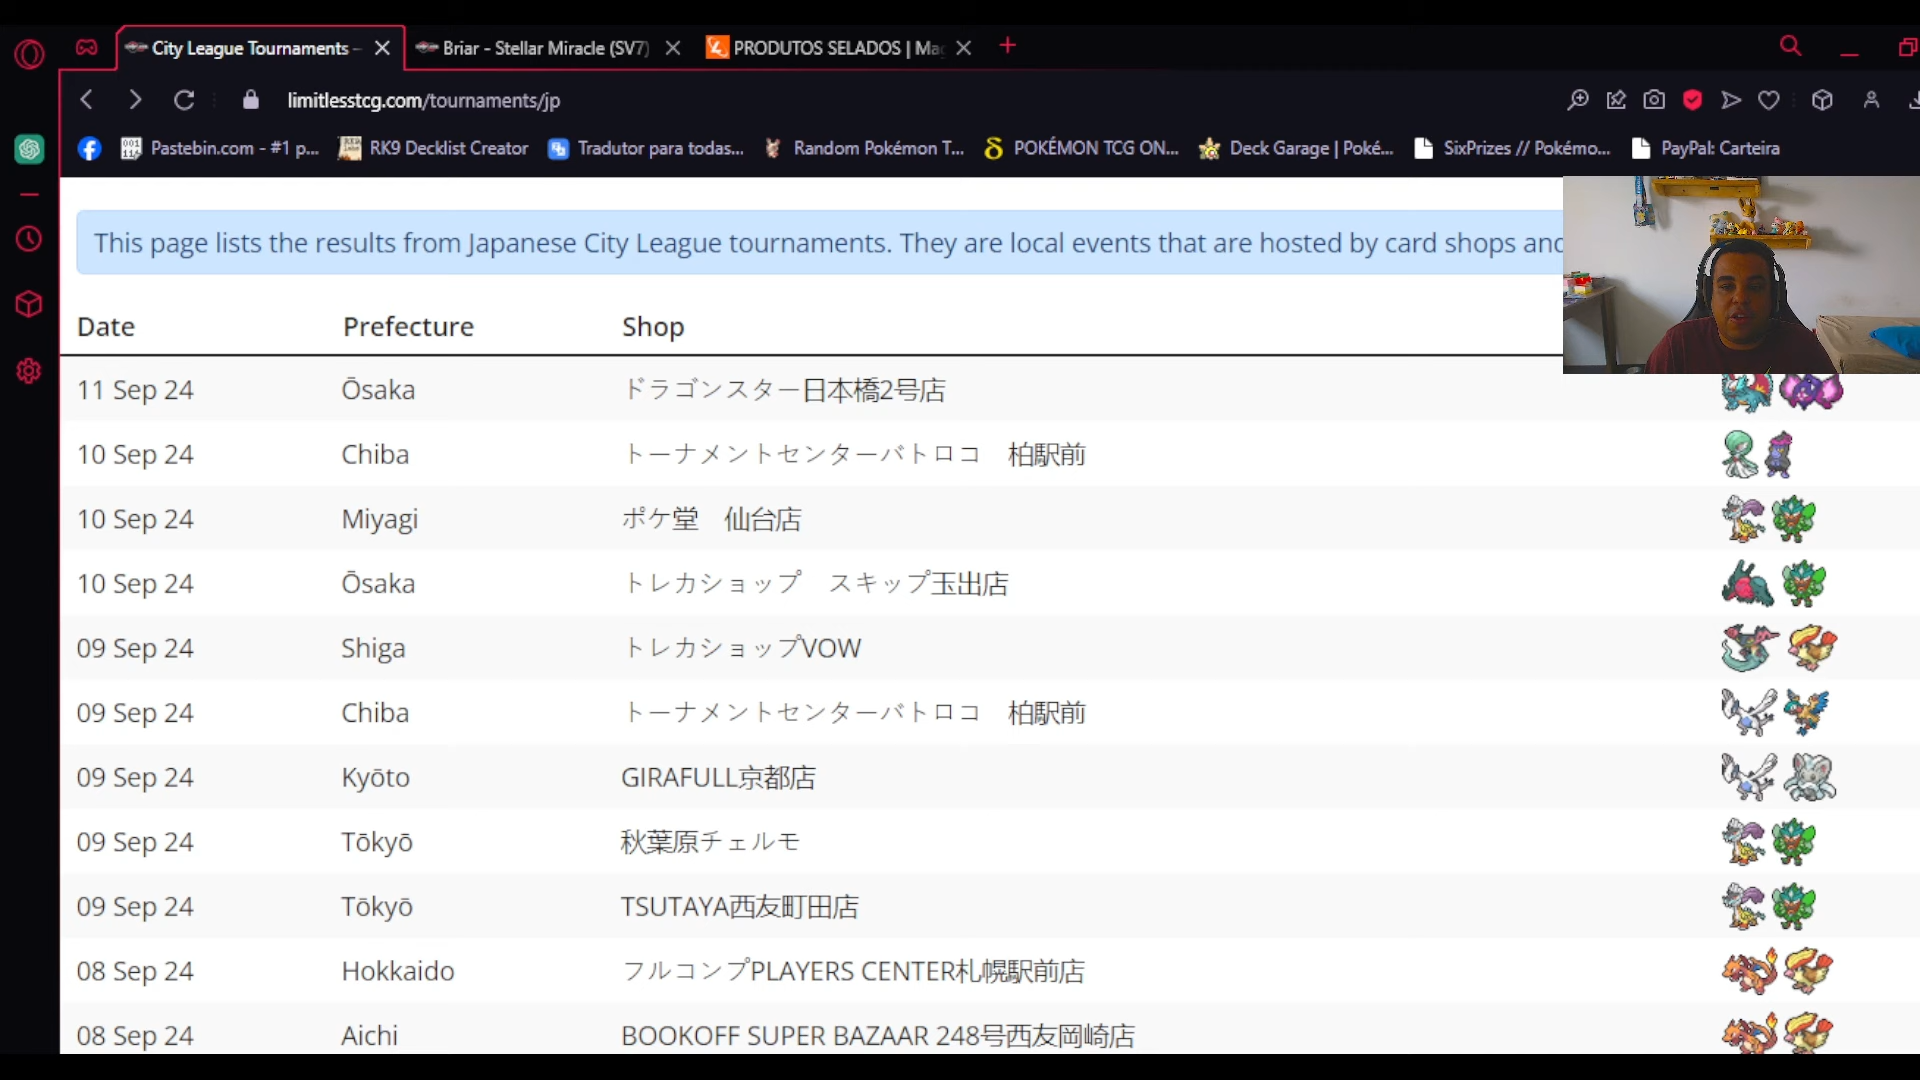 City League Tournaments –
Briar - Stellar Miracle (SV7)
PRODUTOS SELADOS | Mag
limitlesstcg.com/tournaments/jp
Pastebin.com - #1 p...
RK9 Decklist Creator
Tradutor para todas...
Random Pokémon T...
POKÉMON TCG ON...
Deck Garage | Poké...
SixPrizes // Pokémo...
PayPal: Carteira
This page lists the results from Japanese City League tournaments. They are local events that are hosted by card shops and
Date Prefecture Shop
11 Sep 24 Ōsaka ドラゴンスター日本橋2号店
10 Sep 24 Chiba トーナメントセンターバトロコ 柏駅前
10 Sep 24 Miyagi ポケ堂 仙台店
10 Sep 24 Ōsaka トレカショップ スキップ玉出店
09 Sep 24 Shiga トレカショップVOW
09 Sep 24 Chiba トーナメントセンターバトロコ 柏駅前
09 Sep 24 Kyōto GIRAFULL京都店
09 Sep 24 Tōkyō 秋葉原チェルモ
09 Sep 24 Tōkyō TSUTAYA西友町田店
08 Sep 24 Hokkaido フルコンプPLAYERS CENTER札幌駅前店
08 Sep 24 Aichi BOOKOFF SUPER BAZAAR 248号西友岡崎店